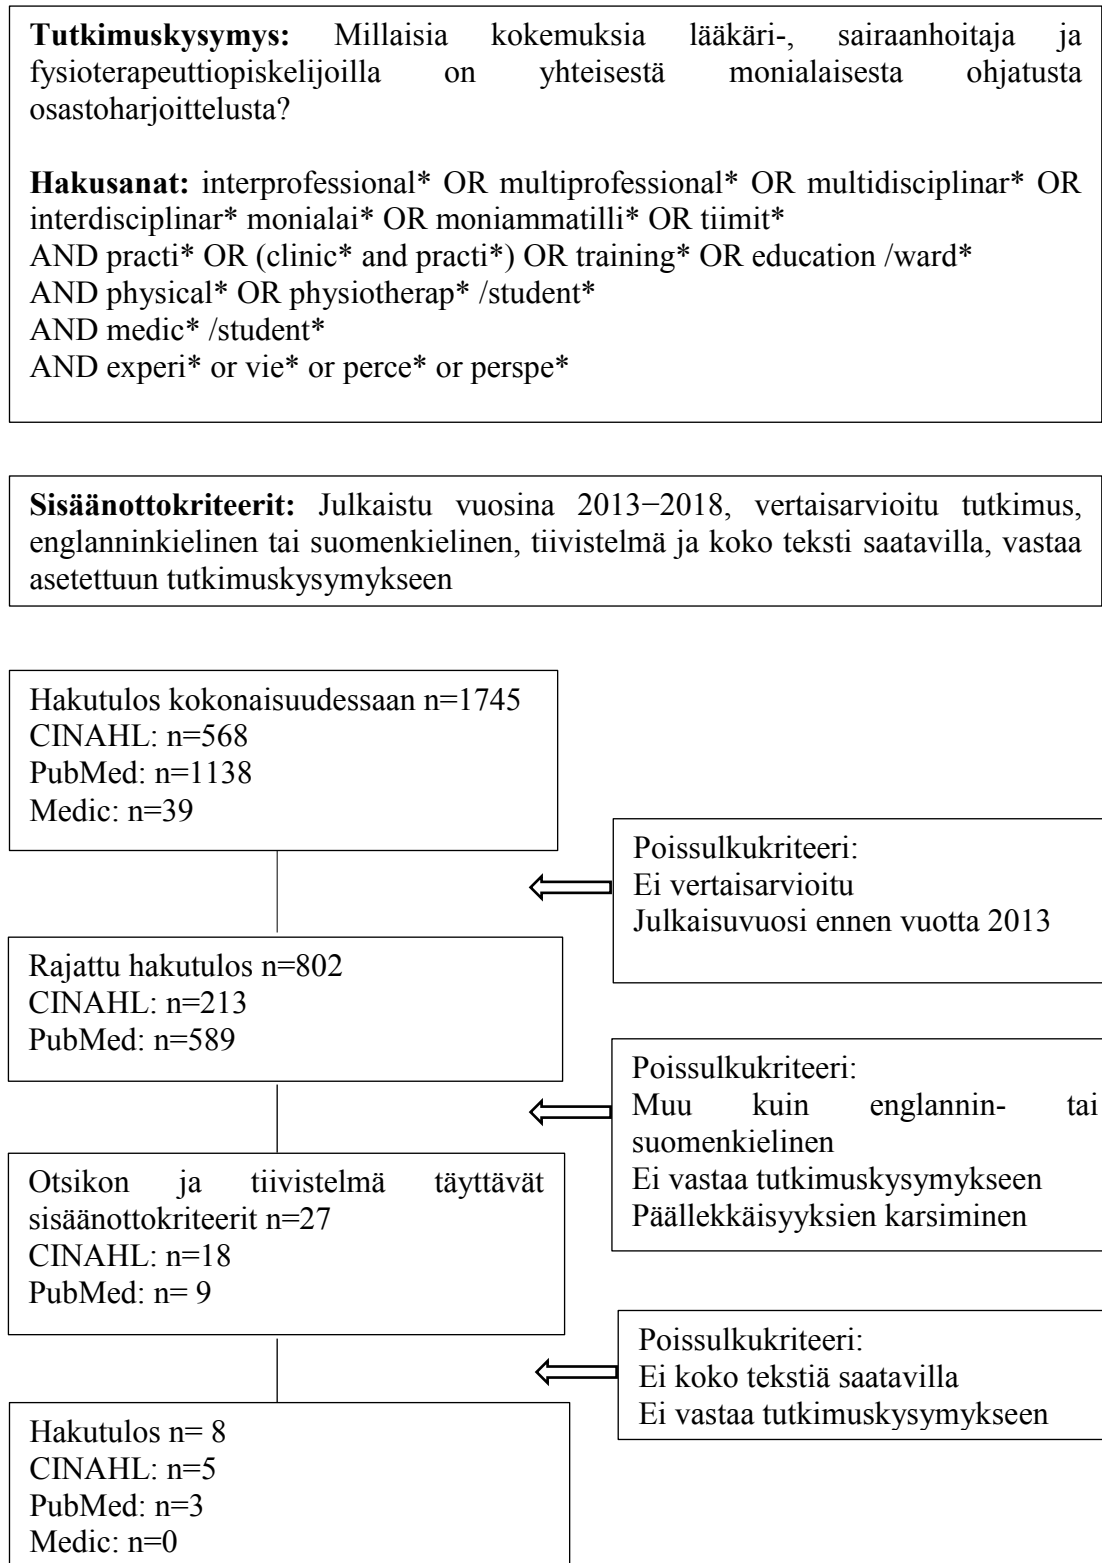 Tutkimuskysymys: Millaisia kokemuksia lääkäri-, sairaanhoitaja ja
fysioterapeuttiopiskelijoilla on yhteisestä monialaisesta ohjatusta
osastoharjoittelusta?
Hakusanat: interprofessional* OR multiprofessional* OR multidisciplinar* OR
interdisciplinar* monialai* OR moniammatilli* OR tiimit*
AND practi* OR (clinic* and practi*) OR training* OR education /ward*
AND physical* OR physiotherap* /student*
AND medic* /student*
AND experi* or vie* or perce* or perspe*
Sisäänottokriteerit: Julkaistu vuosina 2013−2018, vertaisarvioitu tutkimus,
englanninkielinen tai suomenkielinen, tiivistelmä ja koko teksti saatavilla, vastaa
asetettuun tutkimuskysymykseen
Hakutulos kokonaisuudessaan n=1745
CINAHL: n=568
PubMed: n=1138
Medic: n=39
Poissulkukriteeri:
Ei vertaisarvioitu
Julkaisuvuosi ennen vuotta 2013
Rajattu hakutulos n=802
CINAHL: n=213
PubMed: n=589
Poissulkukriteeri:
Muu kuin englannin- tai
suomenkielinen
Ei vastaa tutkimuskysymykseen
Päällekkäisyyksien karsiminen
Otsikon ja tiivistelmä täyttävät
sisäänottokriteerit n=27
CINAHL: n=18
PubMed: n= 9
Poissulkukriteeri:
Ei koko tekstiä saatavilla
Ei vastaa tutkimuskysymykseen
Hakutulos n= 8
CINAHL: n=5
PubMed: n=3
Medic: n=0